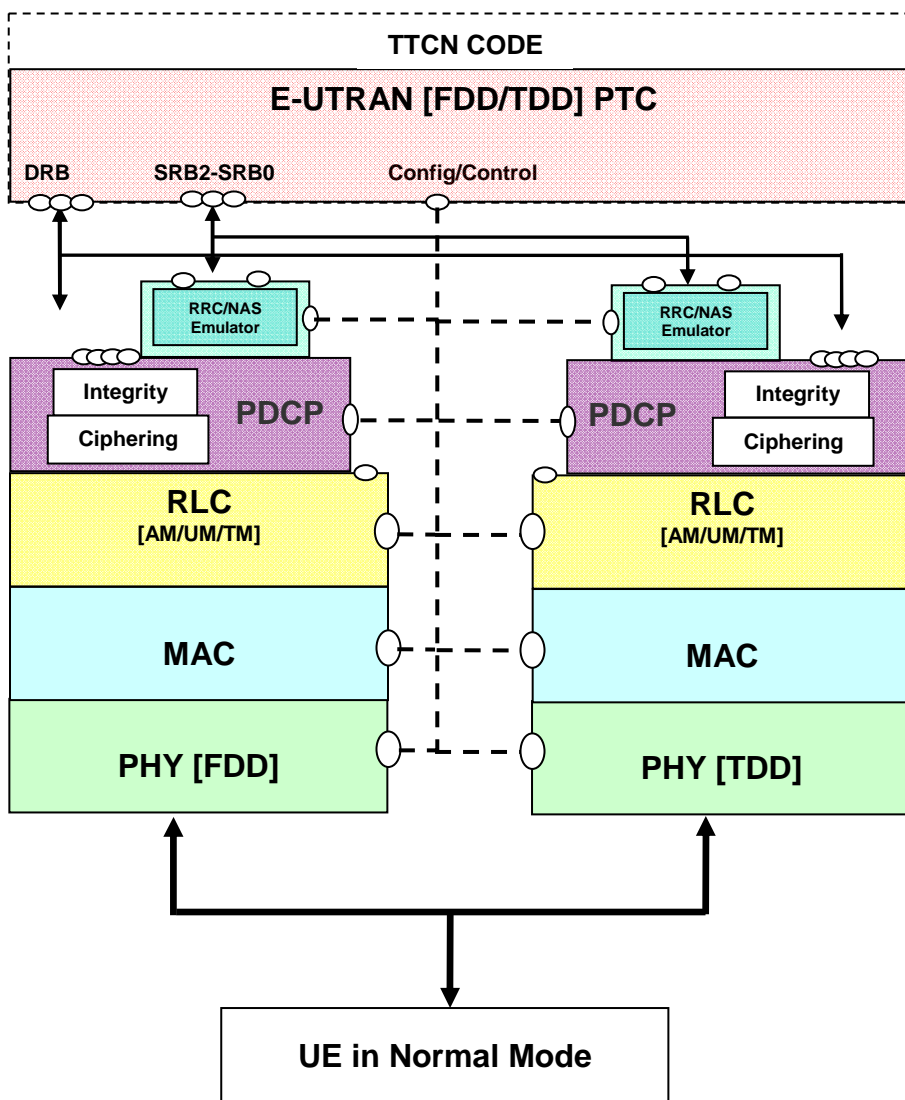 TTCN CODE
E-UTRAN [FDD/TDD] PTC
DRB
SRB2-SRB0
Config/Control
RRC/NAS
Emulator
RRC/NAS
Emulator
Integrity
Ciphering
PDCP
PDCP
Integrity
Ciphering
RLC
[AM/UM/TM]
RLC
[AM/UM/TM]
MAC
MAC
PHY [FDD]
PHY [TDD]
UE in Normal Mode